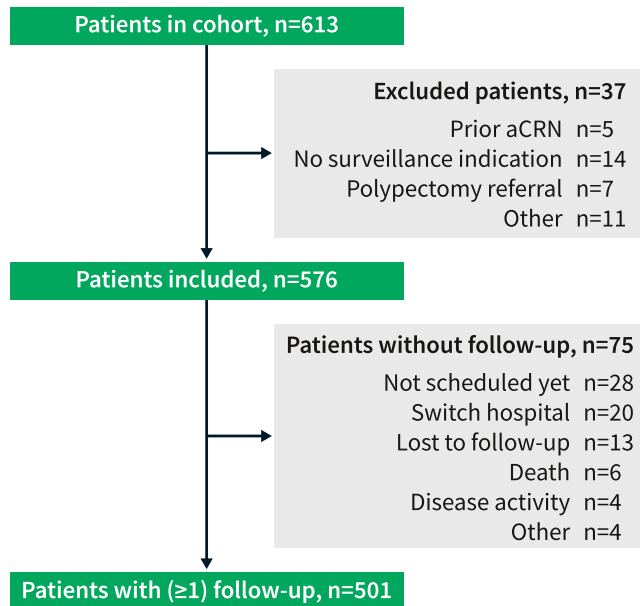 Patients in cohort, n=613
Excluded patients, n=37
Prior aCRN n=5
No surveillance indication n=14
Polypectomy referral n=7
Other n=11
Patients included, n=576
Patients without follow-up, n=75
Not scheduled yet n=28
Switch hospital n=20
Lost to follow-up n=13
Death n=6
Disease activity n=4
Other n=4
Patients with (≥1) follow-up, n=501